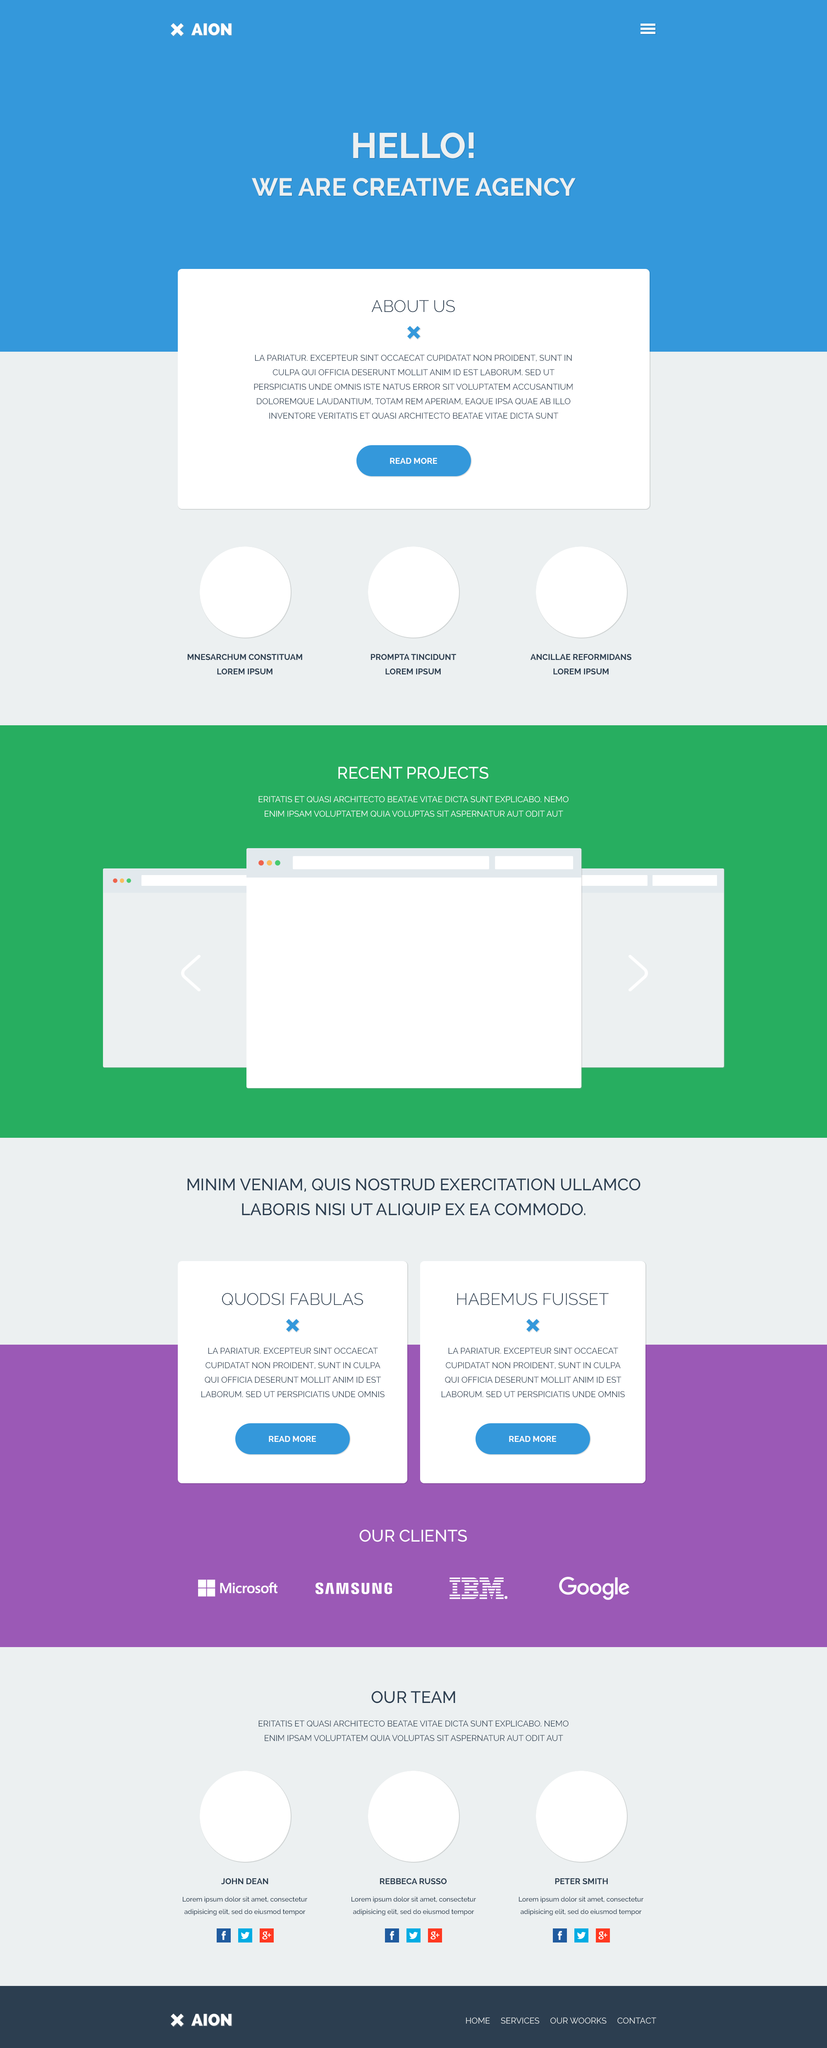 AION
HELLO!
WE ARE CREATIVE AGENCY
ABOUT US
LA PARIATUR. EXCEPTEUR SINT OCCAECAT CUPIDATAT NON PROIDENT, SUNT IN
CULPA QUI OFFICIA DESERUNT MOLLIT ANIM ID EST LABORUM. SED UT
PERSPICIATIS UNDE OMNIS ISTE NATUS ERROR SIT VOLUPTATEM ACCUSANTIUM
DOLOREMQUE LAUDANTIUM, TOTAM REM APERIAM, EAQUE IPSA QUAE AB ILLO
INVENTORE VERITATIS ET QUASI ARCHITECTO BEATAE VITAE DICTA SUNT
READ MORE
MNESARCHUM CONSTITUAM
LOREM IPSUM
PROMPTA TINCIDUNT
LOREM IPSUM
ANCILLAE REFORMIDANS
LOREM IPSUM
RECENT PROJECTS
ERITATIS ET QUASI ARCHITECTO BEATAE VITAE DICTA SUNT EXPLICABO. NEMO
ENIM IPSAM VOLUPTATEM QUIA VOLUPTAS SIT ASPERNATUR AUT ODIT AUT
MINIM VENIAM, QUIS NOSTRUD EXERCITATION ULLAMCO
LABORIS NISI UT ALIQUIP EX EA COMMODO.
QUODSI FABULAS
LA PARIATUR. EXCEPTEUR SINT OCCAECAT
CUPIDATAT NON PROIDENT, SUNT IN CULPA
QUI OFFICIA DESERUNT MOLLIT ANIM ID EST
LABORUM. SED UT PERSPICIATIS UNDE OMNIS
READ MORE
HABEMUS FUISSET
LA PARIATUR. EXCEPTEUR SINT OCCAECAT
CUPIDATAT NON PROIDENT, SUNT IN CULPA
QUI OFFICIA DESERUNT MOLLIT ANIM ID EST
LABORUM. SED UT PERSPICIATIS UNDE OMNIS
READ MORE
OUR CLIENTS
Microsoft
SAMSUNG
IBM.
Google
OUR TEAM
ERITATIS ET QUASI ARCHITECTO BEATAE VITAE DICTA SUNT EXPLICABO. NEMO
ENIM IPSAM VOLUPTATEM QUIA VOLUPTAS SIT ASPERNATUR AUT ODIT AUT
JOHN DEAN
Lorem ipsum dolor sit amet, consectetur
adipisicing elit, sed do eiusmod tempor
f
g+
REBBECA RUSSO
Lorem ipsum dolor sit amet, consectetur
adipisicing elit, sed do eiusmod tempor
f
g+
PETER SMITH
Lorem ipsum dolor sit amet, consectetur
adipisicing elit, sed do eiusmod tempor
f
g+
AION
HOME SERVICES OUR WOORKS CONTACT